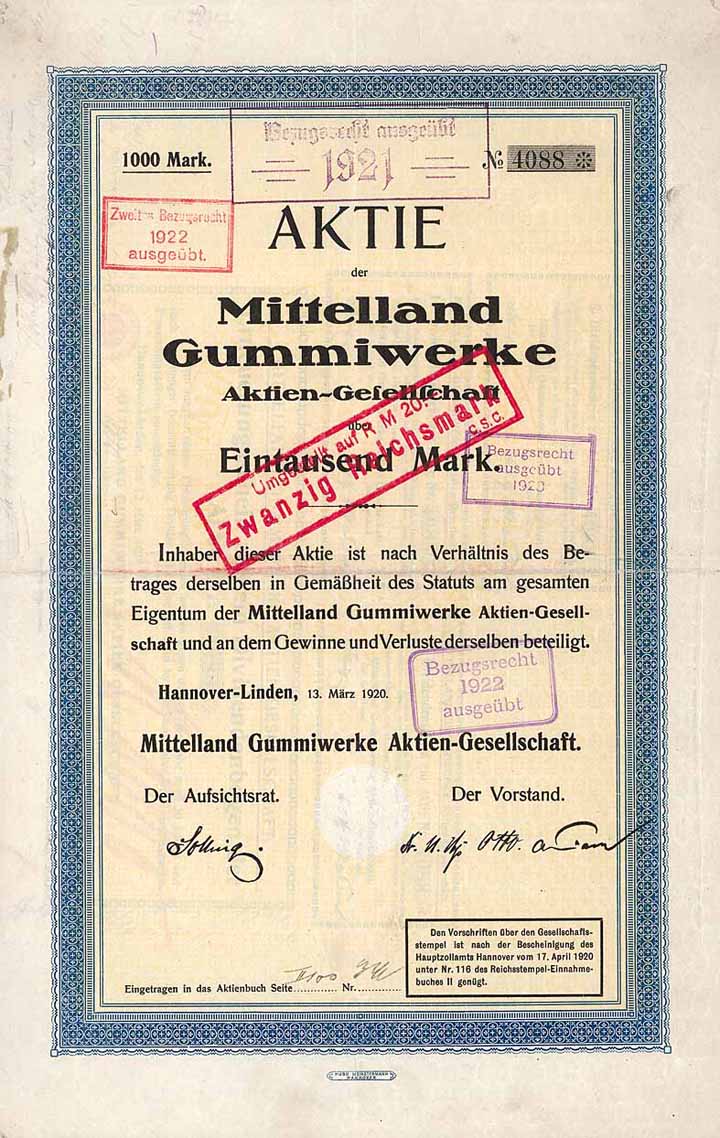 Bezugsrecht ausgeübt
1921
1000 Mark.
№ 4088 ✻
Zweites Bezugsrecht
1922
ausgeübt.
AKTIE
der
Mittelland
Gummiwerke
Aktien-Gesellschaft
über
Eintausend Mark.
Umgestellt auf R M 20.-
Zwanzig Reichsmark
c.s.c.
Bezugsrecht
ausgeübt
1923
Inhaber dieser Aktie ist nach Verhältnis des Be-
trages derselben in Gemäßheit des Statuts am gesamten
Eigentum der Mittelland Gummiwerke Aktien-Gesell-
schaft und an dem Gewinne und Verluste derselben beteiligt.
Bezugsrecht
1922
ausgeübt
Hannover-Linden, 13. März 1920.
Mittelland Gummiwerke Aktien-Gesellschaft.
Der Aufsichtsrat. Der Vorstand.
Den Vorschriften über den Gesellschafts-
stempel ist nach der Bescheinigung des
Hauptzollamts Hannover vom 17. April 1920
unter Nr. 116 des Reichsstempel-Einnahme-
buches II genügt.
Eingetragen in das Aktienbuch Seite............ Nr.............
HANNOVER